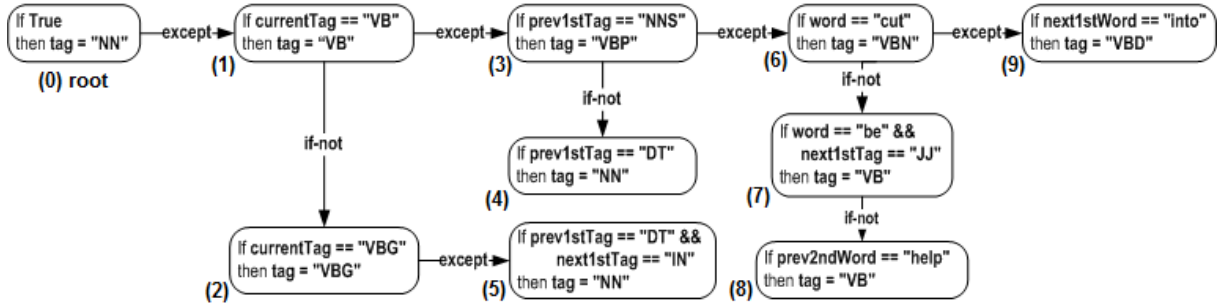 If True
then tag = "NN"
(0) root
except
If currentTag == "VB"
then tag = “VB”
(1)
except
If prev1stTag == "NNS"
then tag = "VBP"
(3)
except
If word == "cut"
then tag = "VBN"
(6)
except
If next1stWord == "into"
then tag = "VBD"
(9)
if-not
if-not
if-not
If prev1stTag == "DT"
then tag = "NN"
(4)
If word == "be" &&
next1stTag == "JJ"
then tag = "VB"
(7)
if-not
If currentTag == "VBG"
then tag = "VBG"
(2)
except
If prev1stTag == "DT" &&
next1stTag == "IN"
then tag = "NN"
(5)
If prev2ndWord == "help"
then tag = "VB"
(8)